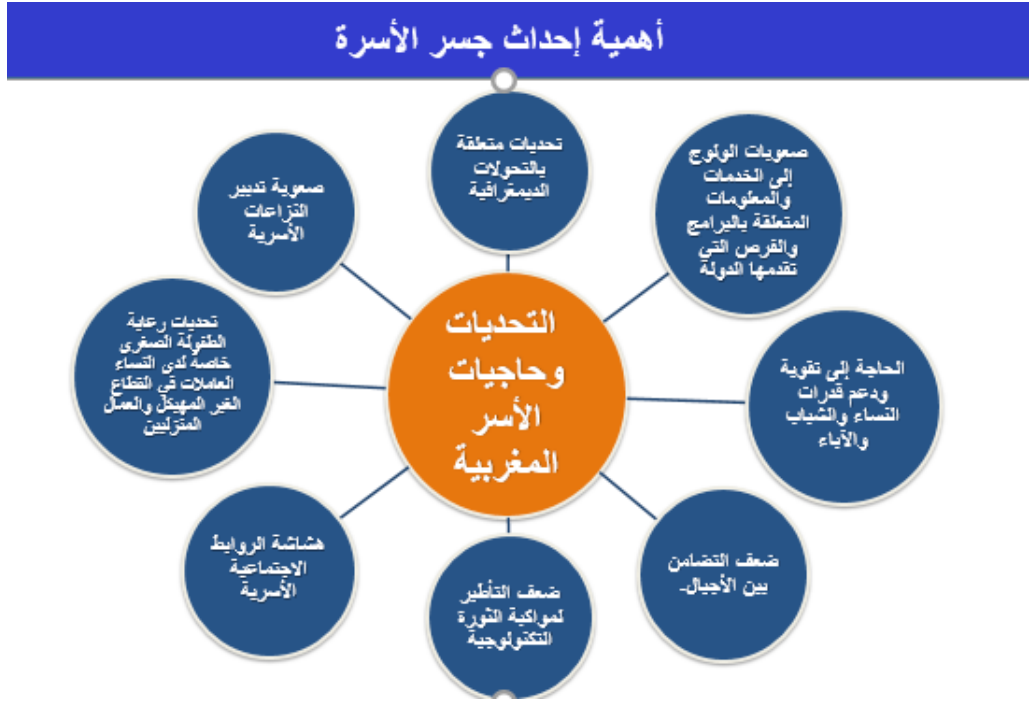 أهمية إحداث جسر الأسرة
تحديات متعلقة
بالتحولات
الديمغرافية
صعوبات الولوج
إلى الخدمات
والمعلومات
المتعلقة بالبرامج
والفرص التي
تقدمها الدولة
الحاجة إلى تقوية
ودعم قدرات
النساء والشباب
والآباء
ضعف التضامن
بين الأجيال.
ضعف التأطير
لمواكبة الثورة
التكنولوجية
هشاشة الروابط
الاجتماعية
الأسرية
تحديات رعاية
الطفولة الصغرى
خاصة لدى النساء
العاملات في القطاع
الغير المهيكل والعمال
المنزليين
صعوبة تدبير
النزاعات
الأسرية
التحديات
وحاجيات
الأسر
المغربية